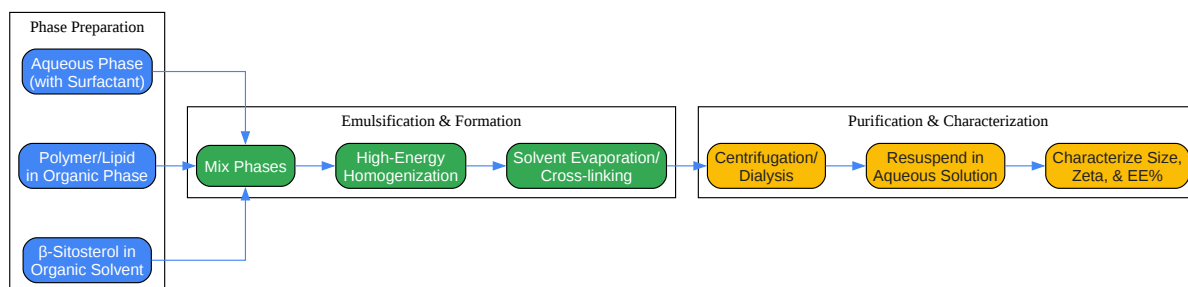 Phase Preparation
Aqueous Phase
(with Surfactant)
Polymer/Lipid
in Organic Phase
β-Sitosterol in
Organic Solvent
Emulsification & Formation
Mix Phases
High-Energy
Homogenization
Solvent Evaporation/
Cross-linking
Purification & Characterization
Centrifugation/
Dialysis
Resuspend in
Aqueous Solution
Characterize Size,
Zeta, & EE%